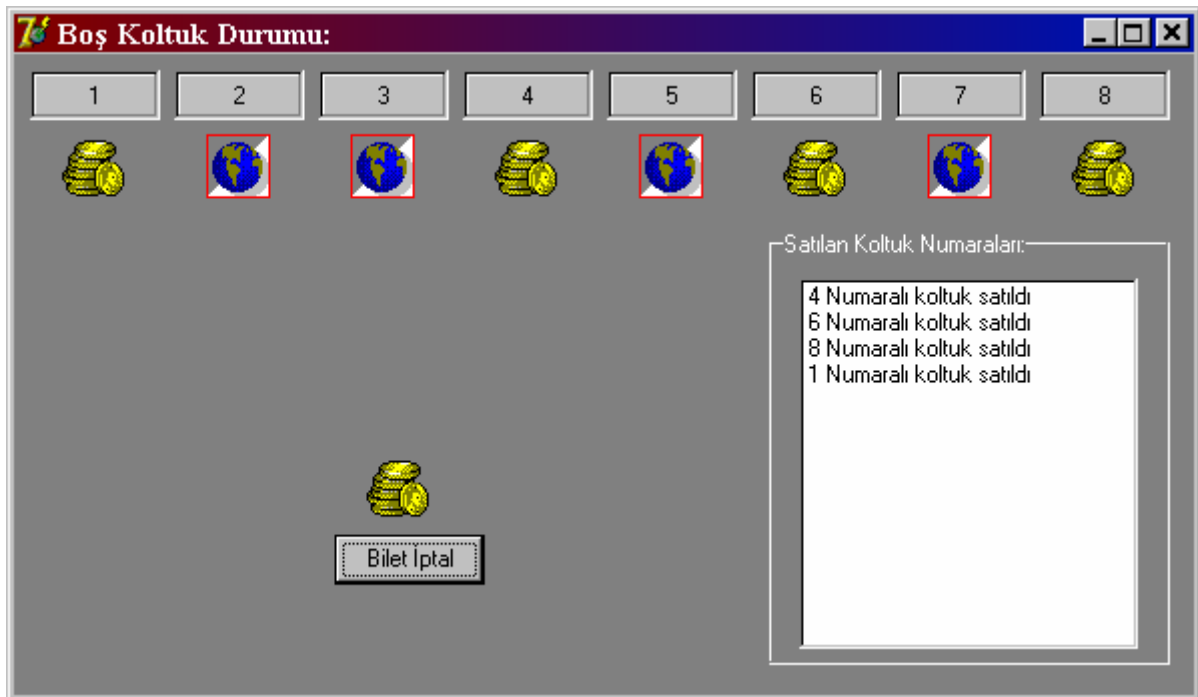 Boş Koltuk Durumu:
1 2 3 4 5 6 7 8
Satılan Koltuk Numaraları:
4 Numaralı koltuk satıldı
6 Numaralı koltuk satıldı
8 Numaralı koltuk satıldı
1 Numaralı koltuk satıldı
Bilet İptal